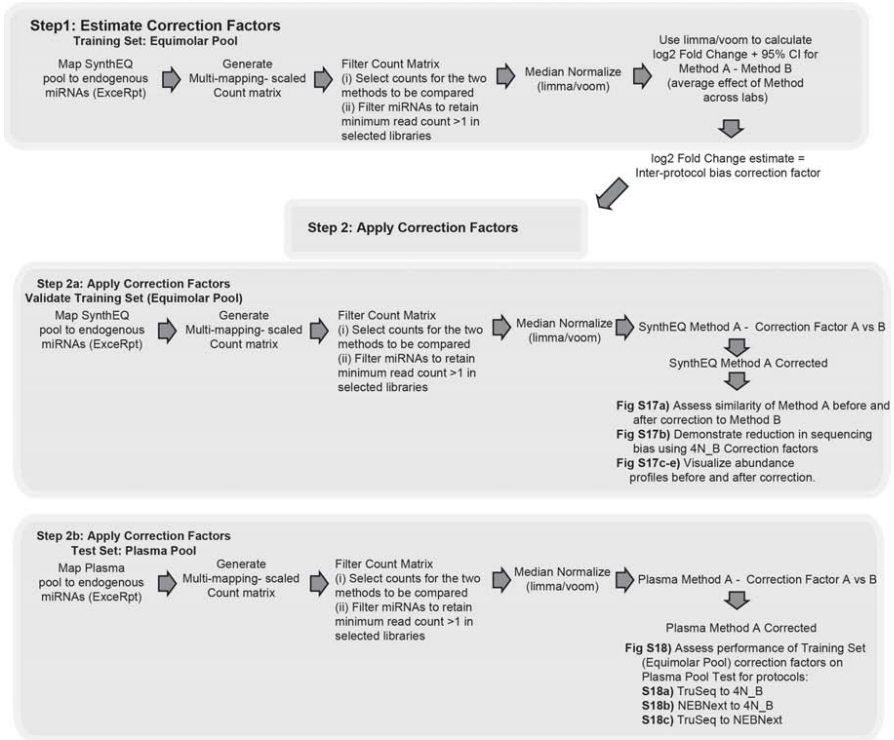 Step1: Estimate Correction Factors
Training Set: Equimolar Pool
Map SynthEQ
pool to endogenous
miRNAs (ExceRpt)
Generate
Multi-mapping- scaled
Count matrix
Filter Count Matrix
(i) Select counts for the two
methods to be compared
(ii) Filter miRNAs to retain
minimum read count >1 in
selected libraries
Median Normalize
(limma/voom)
Use limma/voom to calculate
log2 Fold Change + 95% CI for
Method A - Method B
(average effect of Method
across labs)
log2 Fold Change estimate =
Inter-protocol bias correction factor
Step 2: Apply Correction Factors
Step 2a: Apply Correction Factors
Validate Training Set (Equimolar Pool)
Map SynthEQ
pool to endogenous
miRNAs (ExceRpt)
Generate
Multi-mapping- scaled
Count matrix
Filter Count Matrix
(i) Select counts for the two
methods to be compared
(ii) Filter miRNAs to retain
minimum read count >1 in
selected libraries
Median Normalize
(limma/voom)
SynthEQ Method A - Correction Factor A vs B
SynthEQ Method A Corrected
Fig S17a) Assess similarity of Method A before and
after correction to Method B
Fig S17b) Demonstrate reduction in sequencing
bias using 4N_B Correction factors
Fig S17c-e) Visualize abundance
profiles before and after correction.
Step 2b: Apply Correction Factors
Test Set: Plasma Pool
Map Plasma
pool to endogenous
miRNAs (ExceRpt)
Generate
Multi-mapping- scaled
Count matrix
Filter Count Matrix
(i) Select counts for the two
methods to be compared
(ii) Filter miRNAs to retain
minimum read count >1 in
selected libraries
Median Normalize
(limma/voom)
Plasma Method A - Correction Factor A vs B
Plasma Method A Corrected
Fig S18) Assess performance of Training Set
(Equimolar Pool) correction factors on
Plasma Pool Test for protocols:
S18a) TruSeq to 4N_B
S18b) NEBNext to 4N_B
S18c) TruSeq to NEBNext